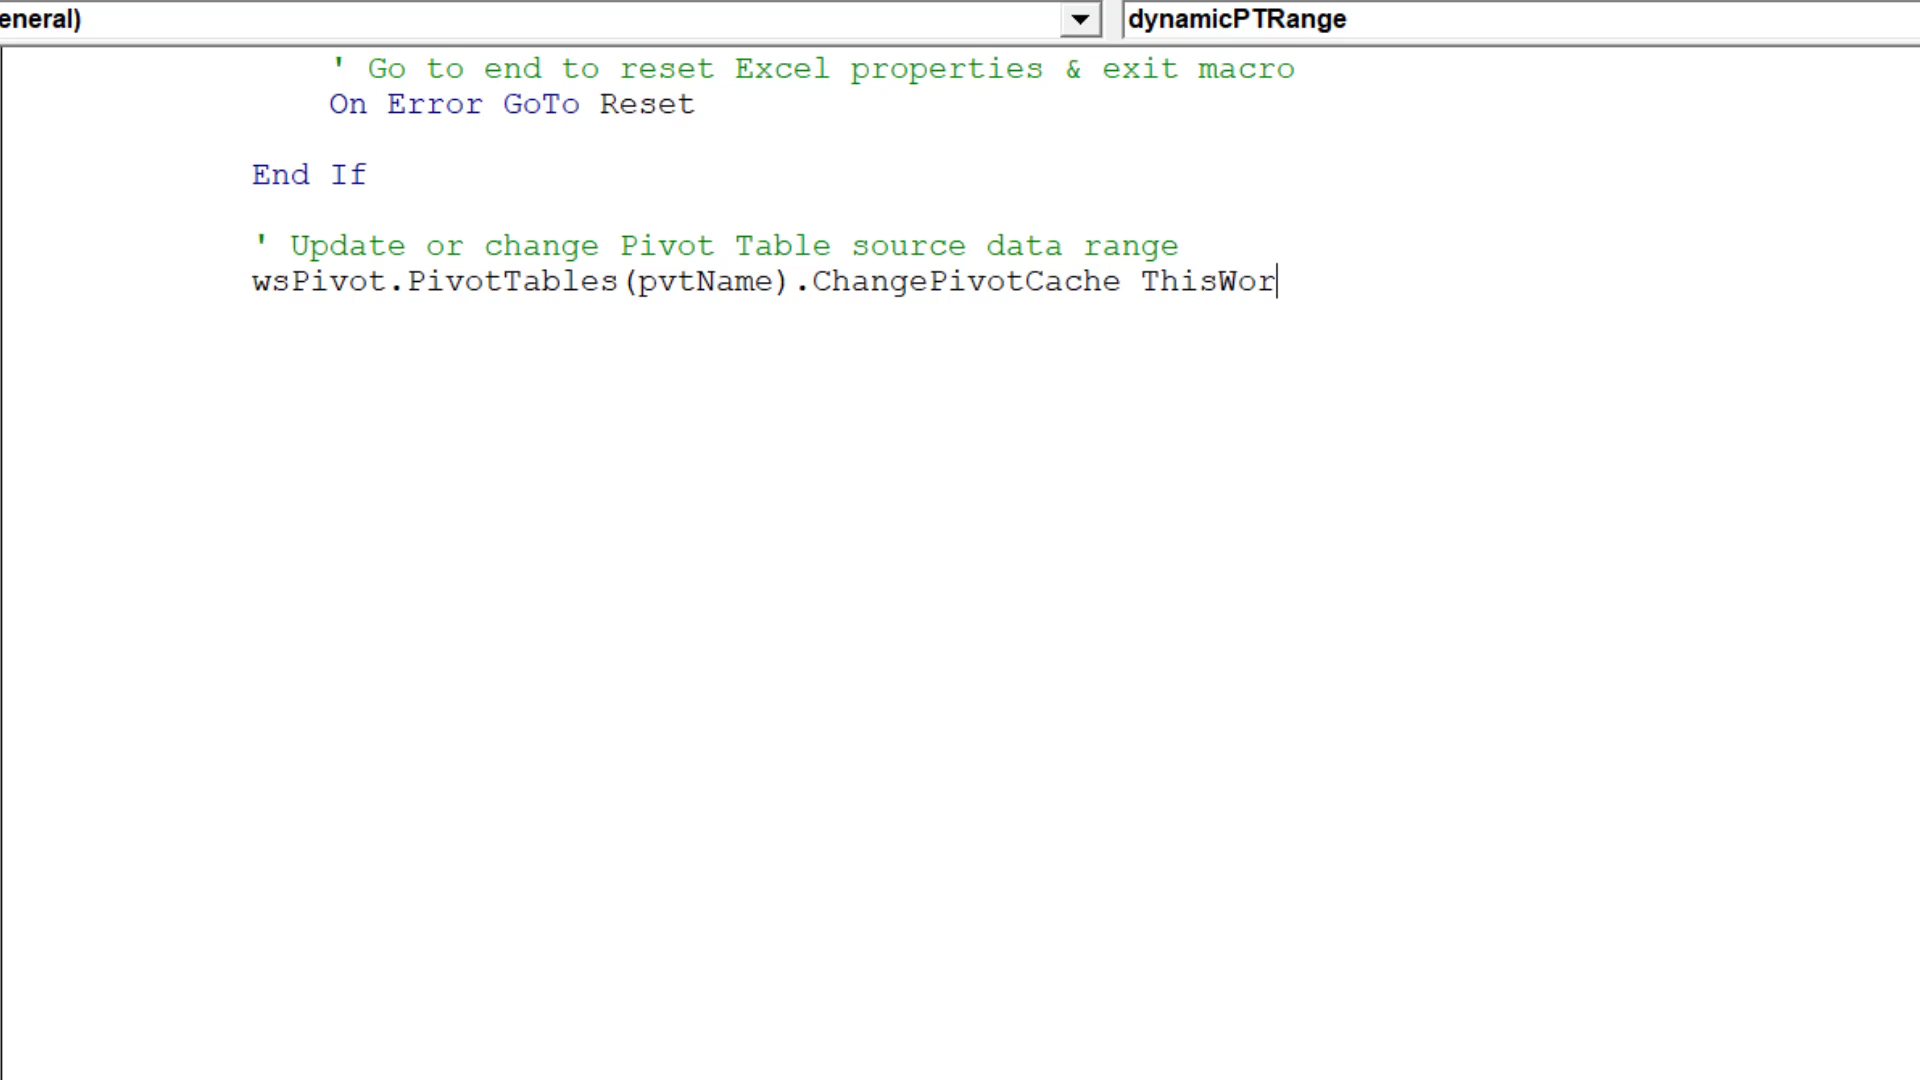 eneral)
dynamicPTRange
' Go to end to reset Excel properties & exit macro
On Error GoTo Reset
End If
' Update or change Pivot Table source data range
wsPivot.PivotTables(pvtName).ChangePivotCache ThisWor